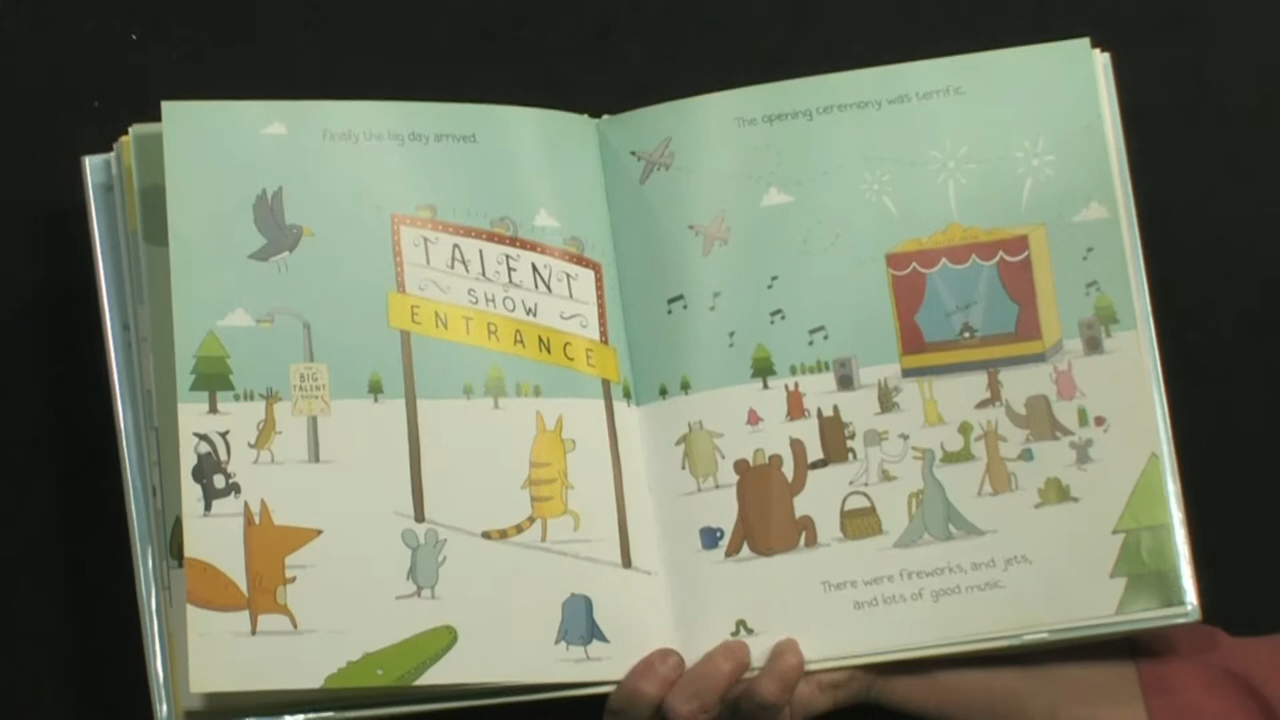 Finally the big day arrived.
TALENT
SHOW
ENTRANCE
THE
BIG
TALENT
SHOW
The opening ceremony was terrific.
There were fireworks, and jets,
and lots of good music.